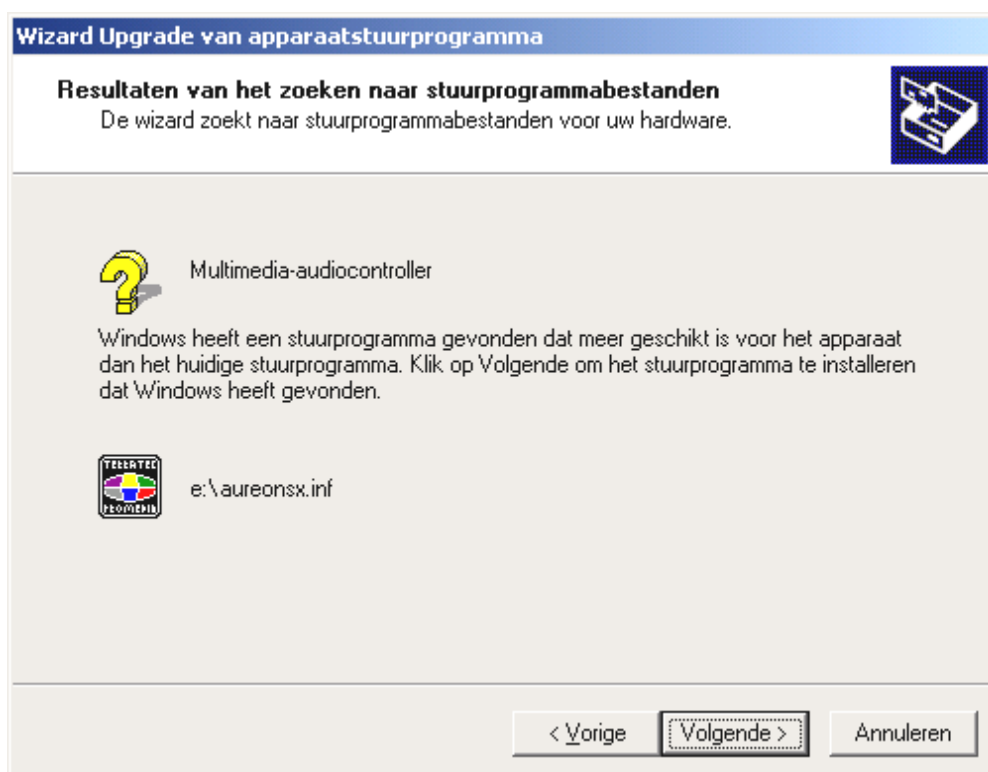 Wizard Upgrade van apparaatstuurprogramma
Resultaten van het zoeken naar stuurprogrammabestanden
De wizard zoekt naar stuurprogrammabestanden voor uw hardware.
Multimedia-audiocontroller
Windows heeft een stuurprogramma gevonden dat meer geschikt is voor het apparaat
dan het huidige stuurprogramma. Klik op Volgende om het stuurprogramma te installeren
dat Windows heeft gevonden.
TERRATEC
PROMEDIA
e:\aureonsx.inf
< Vorige
Volgende >
Annuleren